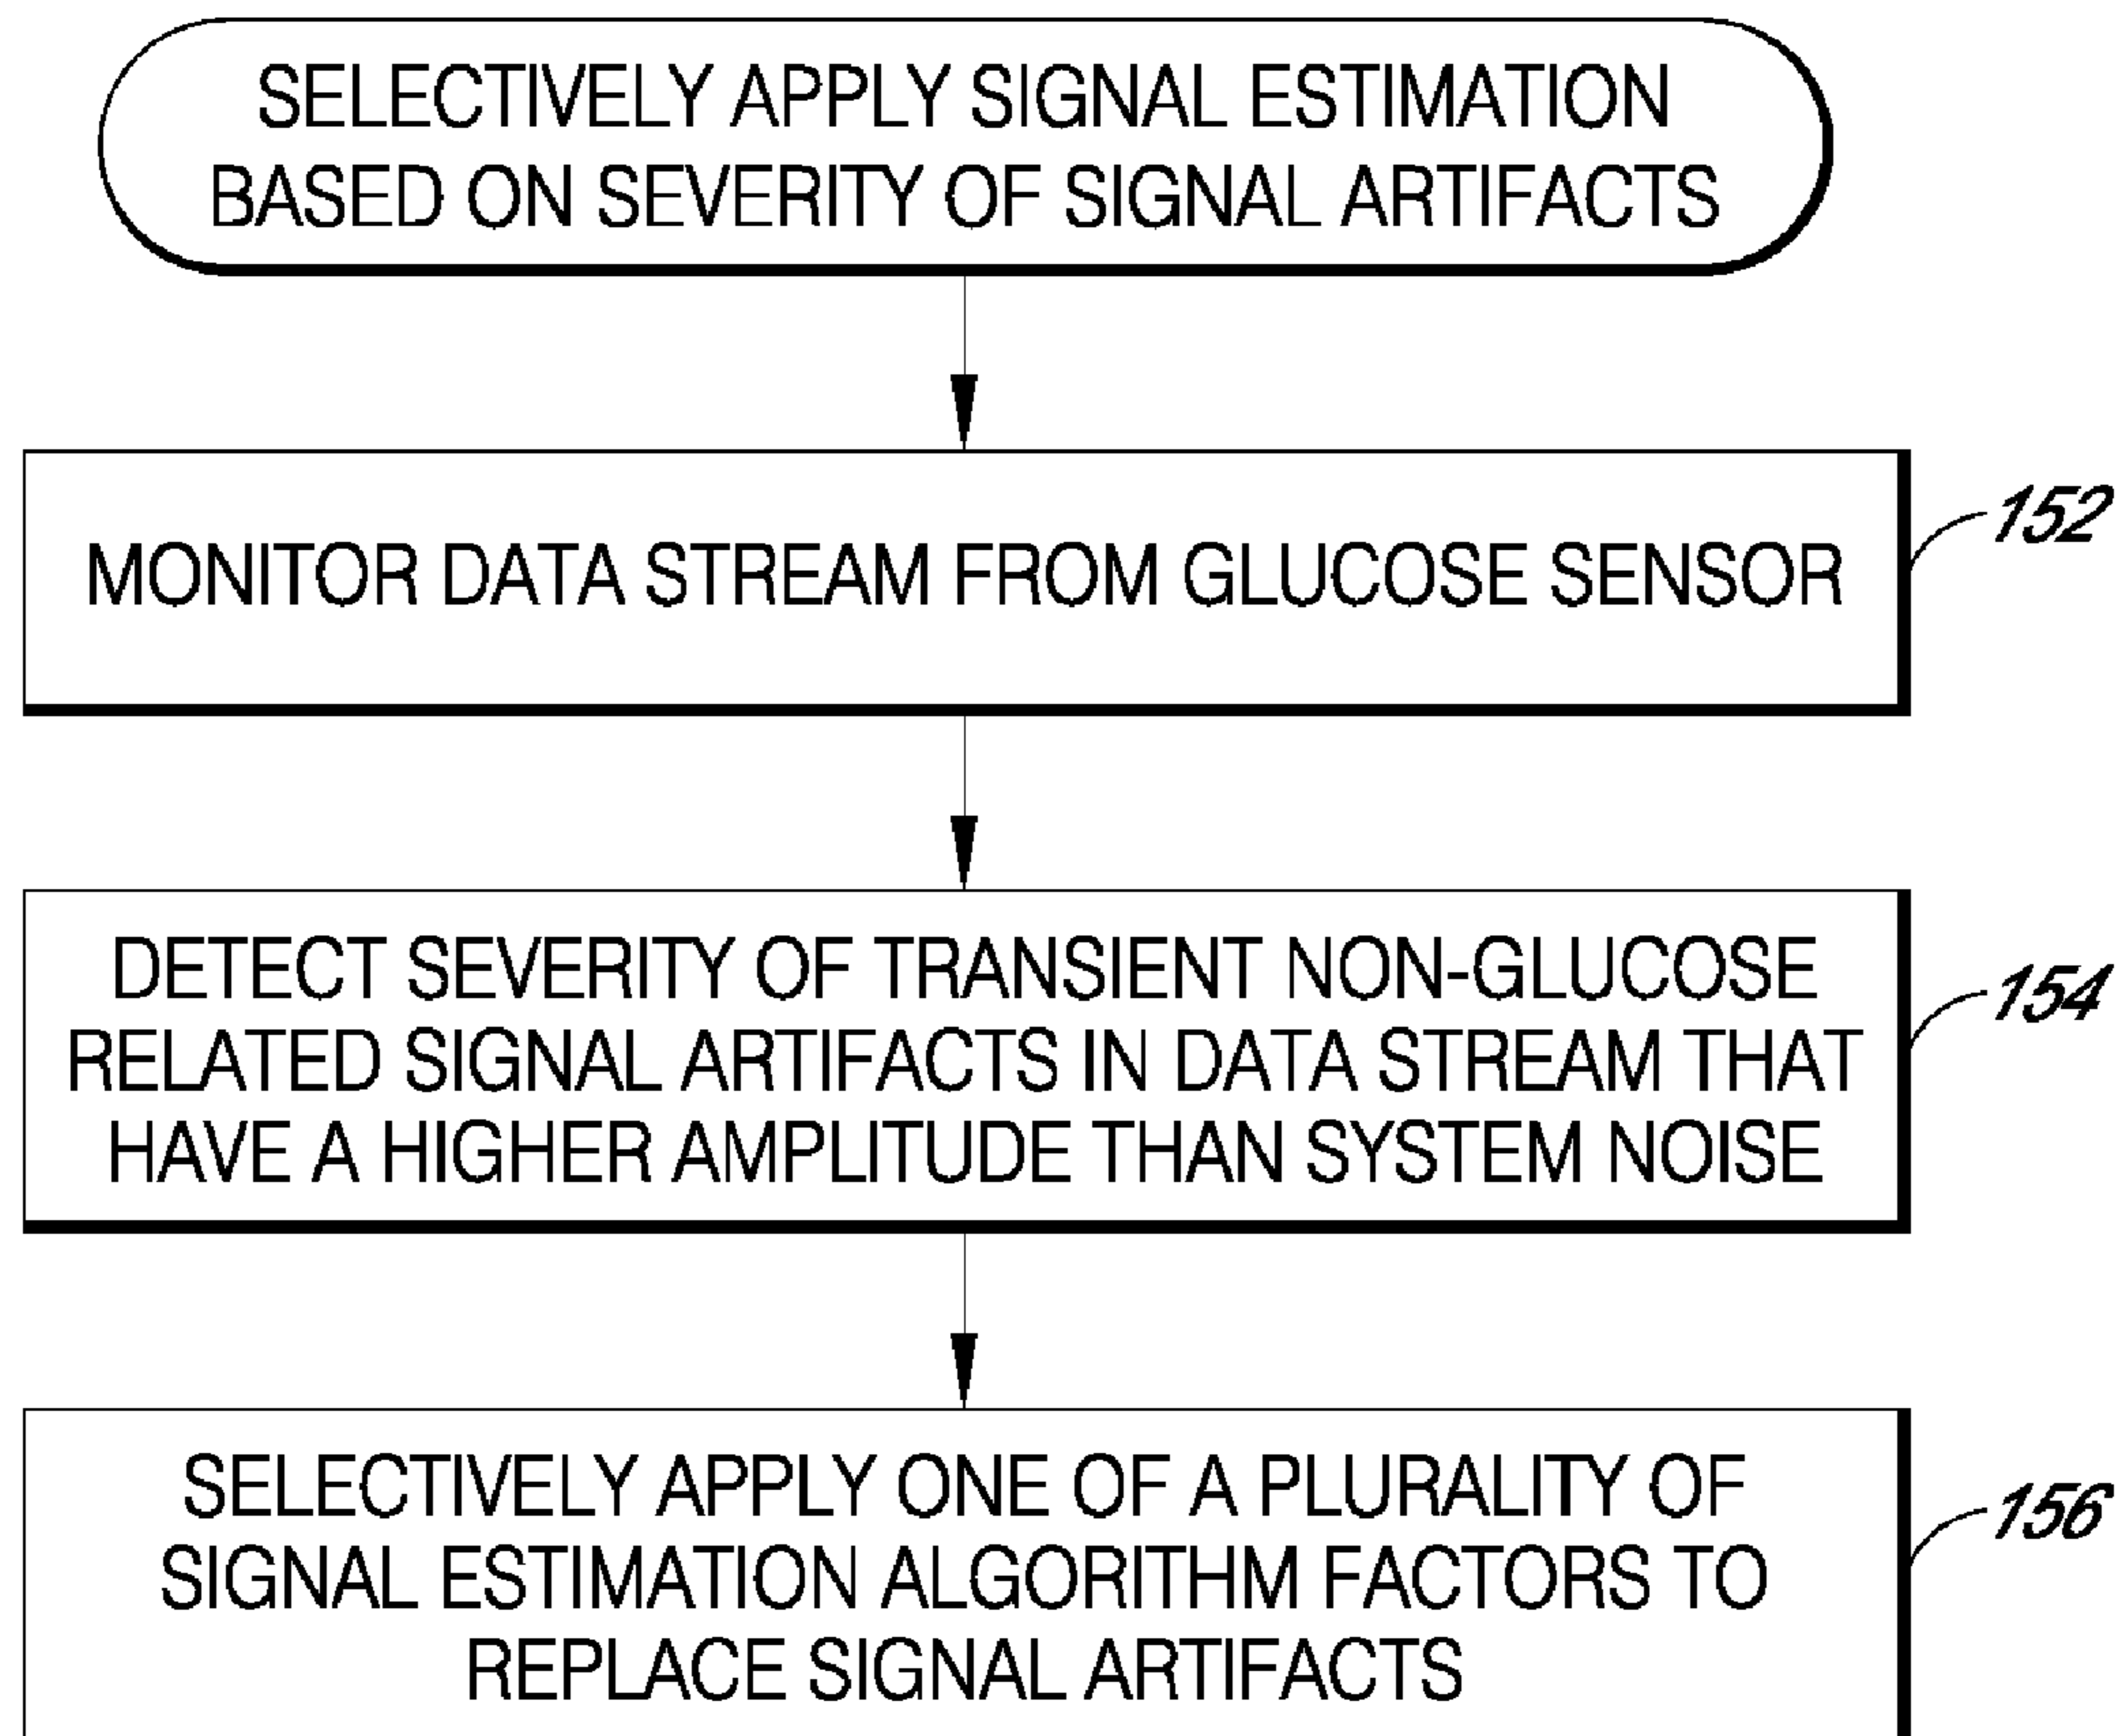 SELECTIVELY APPLY SIGNAL ESTIMATION
BASED ON SEVERITY OF SIGNAL ARTIFACTS
MONITOR DATA STREAM FROM GLUCOSE SENSOR
152
DETECT SEVERITY OF TRANSIENT NON-GLUCOSE
RELATED SIGNAL ARTIFACTS IN DATA STREAM THAT
HAVE A HIGHER AMPLITUDE THAN SYSTEM NOISE
154
SELECTIVELY APPLY ONE OF A PLURALITY OF
SIGNAL ESTIMATION ALGORITHM FACTORS TO
REPLACE SIGNAL ARTIFACTS
156